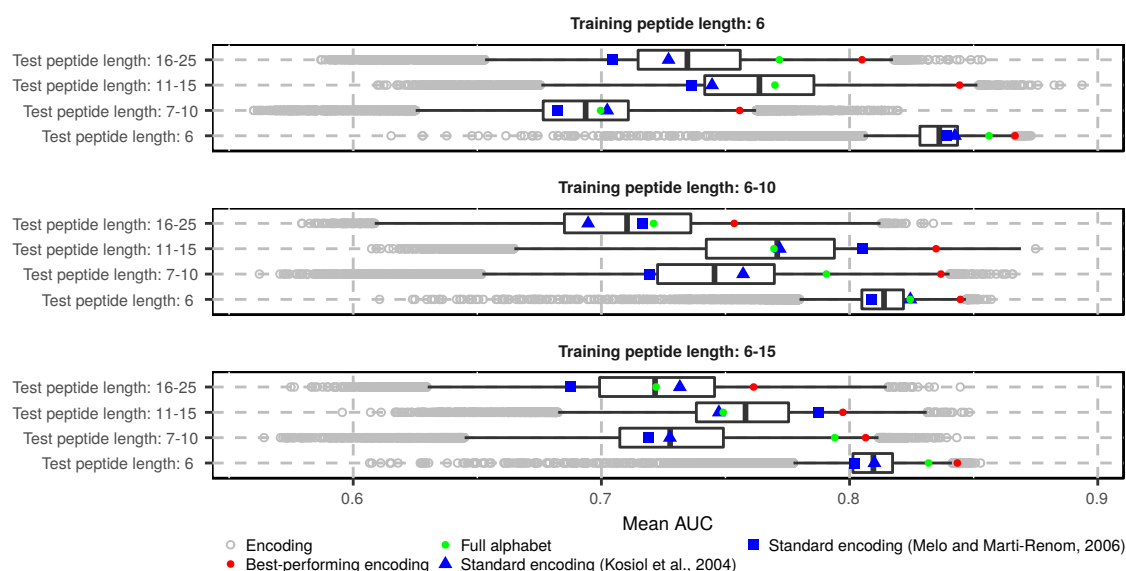 Training peptide length: 6
Test peptide length: 16-25
Test peptide length: 11-15
Test peptide length: 7-10
Test peptide length: 6
Training peptide length: 6-10
Test peptide length: 16-25
Test peptide length: 11-15
Test peptide length: 7-10
Test peptide length: 6
Training peptide length: 6-15
Test peptide length: 16-25
Test peptide length: 11-15
Test peptide length: 7-10
Test peptide length: 6
0.6 0.7 0.8 0.9
Mean AUC
Encoding Full alphabet Standard encoding (Melo and Marti-Renom, 2006)
Best-performing encoding Standard encoding (Kosiol et al., 2004)